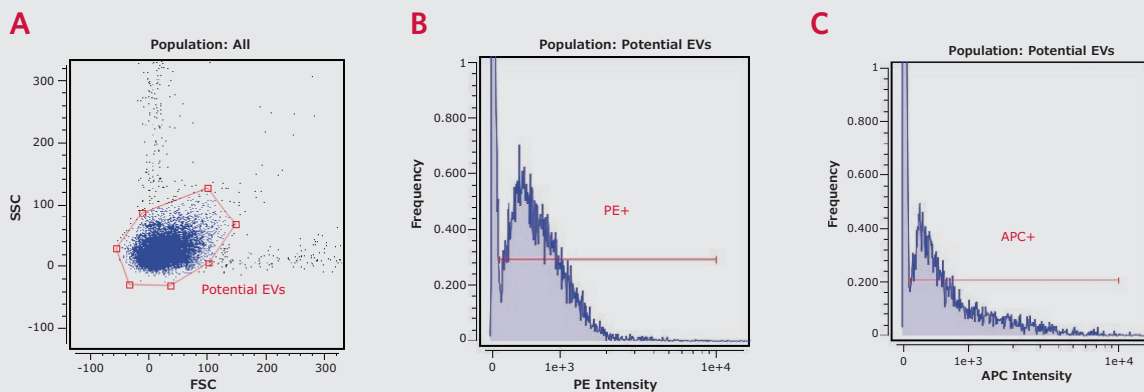 A
Population: All
SSC
300
200
100
0
-100
Potential EVs
-100 0 100 200 300
FSC
B
Population: Potential EVs
Frequency
1
0.800
0.600
0.400
0.200
0
PE+
0 1e+3 1e+4
PE Intensity
C
Population: Potential EVs
Frequency
1
0.800
0.600
0.400
0.200
0
APC+
0 1e+3 1e+4
APC Intensity